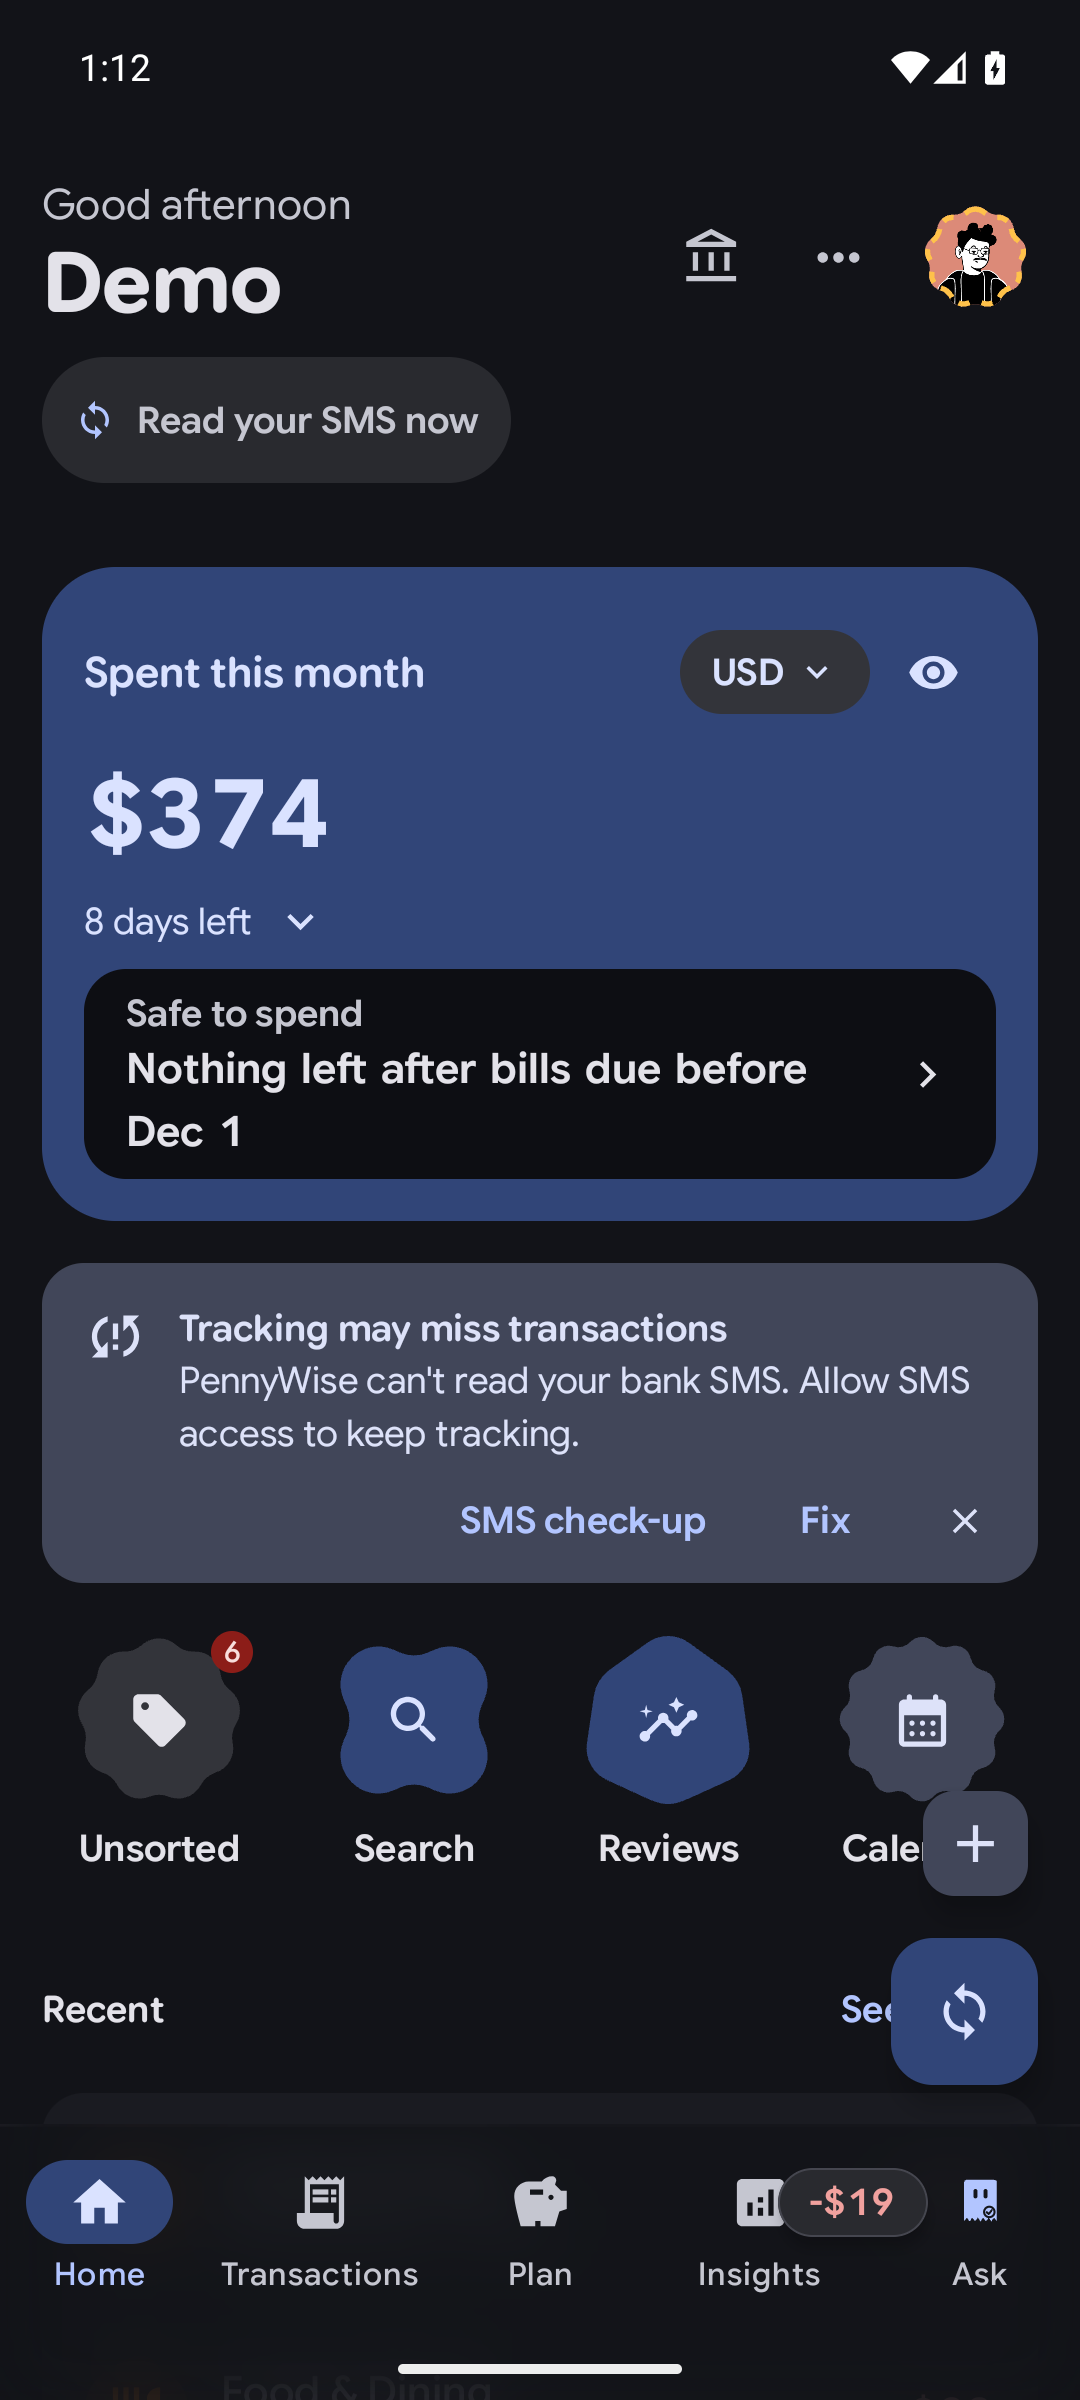 1:12
Good afternoon
Demo
Read your SMS now
Spent this month
USD
$374
8 days left
Safe to spend
Nothing left after bills due before
Dec 1
Tracking may miss transactions
PennyWise can't read your bank SMS. Allow SMS
access to keep tracking.
SMS check-up
Fix
6
Unsorted
Search
Reviews
Cale
Recent
See
-$19
Home
Transactions
Plan
Insights
Ask
Food & Dining